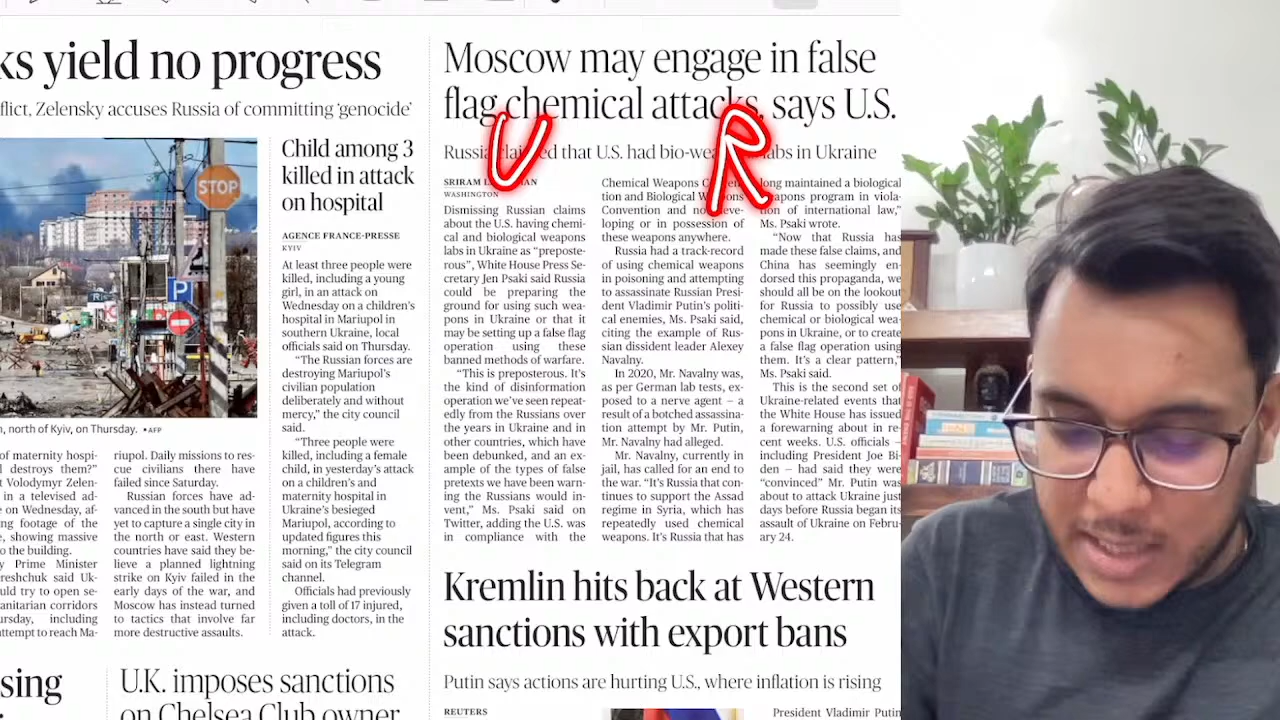 ks yield no progress
flict, Zelensky accuses Russia of committing ‘genocide’
STOP
P
n, north of Kyiv, on Thursday. •AFP
of maternity hospi-
l destroys them?”
t Volodymyr Zelen-
in a televised ad-
e on Wednesday, af-
ng footage of the
e, showing massive
o the building.
y Prime Minister
ereshchuk said Uk-
uld try to open se-
anitarian corridors
ursday, including
attempt to reach Ma-
riupol. Daily missions to res-
cue civilians there have
failed since Saturday.
Russian forces have ad-
vanced in the south but have
yet to capture a single city in
the north or east. Western
countries have said they be-
lieve a planned lightning
strike on Kyiv failed in the
early days of the war, and
Moscow has instead turned
to tactics that involve far
more destructive assaults.
Child among 3
killed in attack
on hospital
AGENCE FRANCE-PRESSE
KYIV
At least three people were
killed, including a young
girl, in an attack on
Wednesday on a children’s
hospital in Mariupol in
southern Ukraine, local
officials said on Thursday.
“The Russian forces are
destroying Mariupol’s
civilian population
deliberately and without
mercy,” the city council
said.
“Three people were
killed, including a female
child, in yesterday’s attack
on a children’s and
maternity hospital in
Ukraine’s besieged
Mariupol, according to
updated figures this
morning,” the city council
said on its Telegram
channel.
Officials had previously
given a toll of 17 injured,
including doctors, in the
attack.
Moscow may engage in false
flag chemical attacks, says U.S.
U R
Russia claimed that U.S. had bio-weapons labs in Ukraine
SRIRAM
WASHINGTON
Dismissing Russian claims
about the U.S. having chemi-
cal and biological weapons
labs in Ukraine as “preposte-
rous”, White House Press Se-
cretary Jen Psaki said Russia
could be preparing the
ground for using such wea-
pons in Ukraine or that it
may be setting up a false flag
operation using these
banned methods of warfare.
“This is preposterous. It’s
the kind of disinformation
operation we’ve seen repeat-
edly from the Russians over
the years in Ukraine and in
other countries, which have
been debunked, and an ex-
ample of the types of false
pretexts we have been warn-
ing the Russians would in-
vent,” Ms. Psaki said on
Twitter, adding the U.S. was
in compliance with the
Chemical Weapons Conven-
tion and Biological Weapons
Convention and not deve-
loping or in possession of
these weapons anywhere.
Russia had a track-record
of using chemical weapons
in poisoning and attempting
to assassinate Russian Presi-
dent Vladimir Putin’s politi-
cal enemies, Ms. Psaki said,
citing the example of Rus-
sian dissident leader Alexey
Navalny.
In 2020, Mr. Navalny was,
as per German lab tests, ex-
posed to a nerve agent – a
result of a botched assassina-
tion attempt by Mr. Putin,
Mr. Navalny had alleged.
Mr. Navalny, currently in
jail, has called for an end to
the war. “It’s Russia that con-
tinues to support the Assad
regime in Syria, which has
repeatedly used chemical
weapons. It’s Russia that has
long maintained a biological
weapons program in viola-
tion of international law,”
Ms. Psaki wrote.
“Now that Russia has
made these false claims, and
China has seemingly en-
dorsed this propaganda, we
should all be on the lookout
for Russia to possibly use
chemical or biological wea-
pons in Ukraine, or to create
a false flag operation using
them. It’s a clear pattern,”
Ms. Psaki said.
This is the second set of
Ukraine-related events that
the White House has issued
a forewarning about in re-
cent weeks. U.S. officials –
including President Joe Bi-
den – had said they were
“convinced” Mr. Putin was
about to attack Ukraine just
days before Russia began its
assault of Ukraine on Febru-
ary 24.
Kremlin hits back at Western
sanctions with export bans
Putin says actions are hurting U.S., where inflation is rising
REUTERS
President Vladimir Putin
sing
U.K. imposes sanctions
on Chelsea Club owner